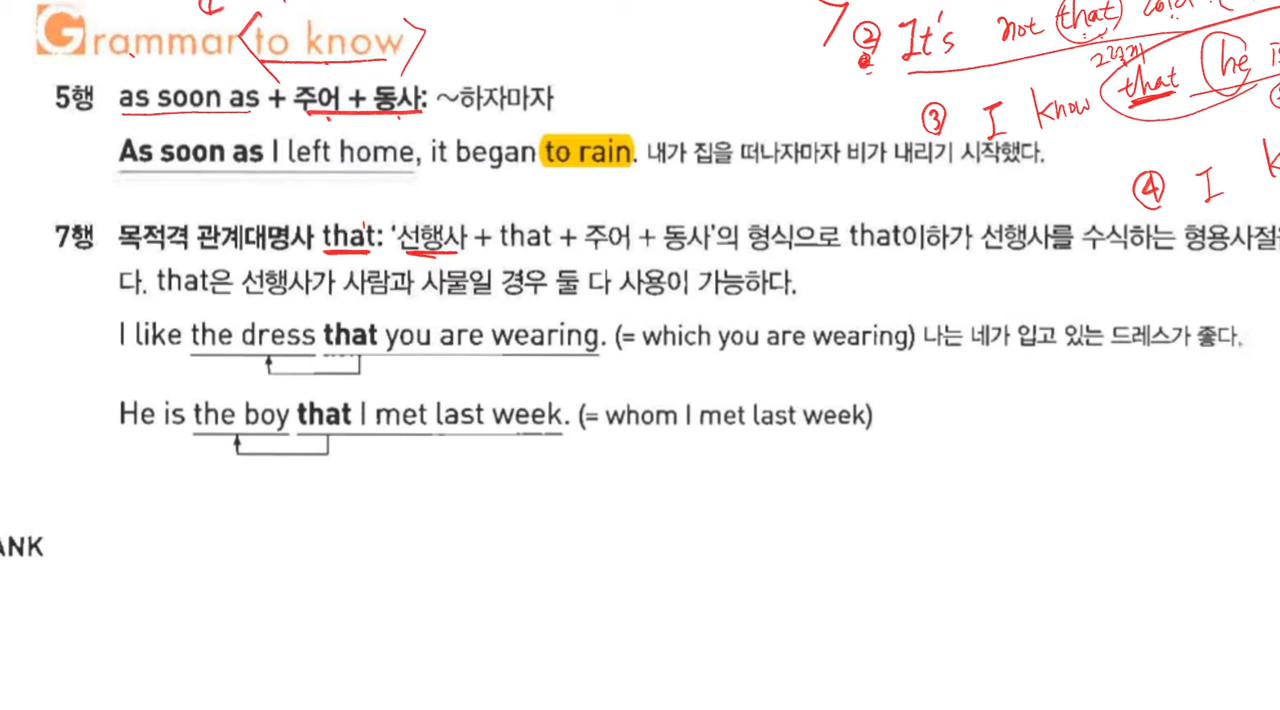 Grammar to know
② It's not that cold
그렇게
③ I know that he is
④ I
5행 as soon as + 주어 + 동사: ~하자마자
As soon as I left home, it began to rain. 내가 집을 떠나자마자 비가 내리기 시작했다.
7행 목적격 관계대명사 that: '선행사 + that + 주어 + 동사'의 형식으로 that이하가 선행사를 수식하는 형용사절
다. that은 선행사가 사람과 사물일 경우 둘 다 사용이 가능하다.
I like the dress that you are wearing. (= which you are wearing) 나는 네가 입고 있는 드레스가 좋다.
He is the boy that I met last week. (= whom I met last week)
ANK